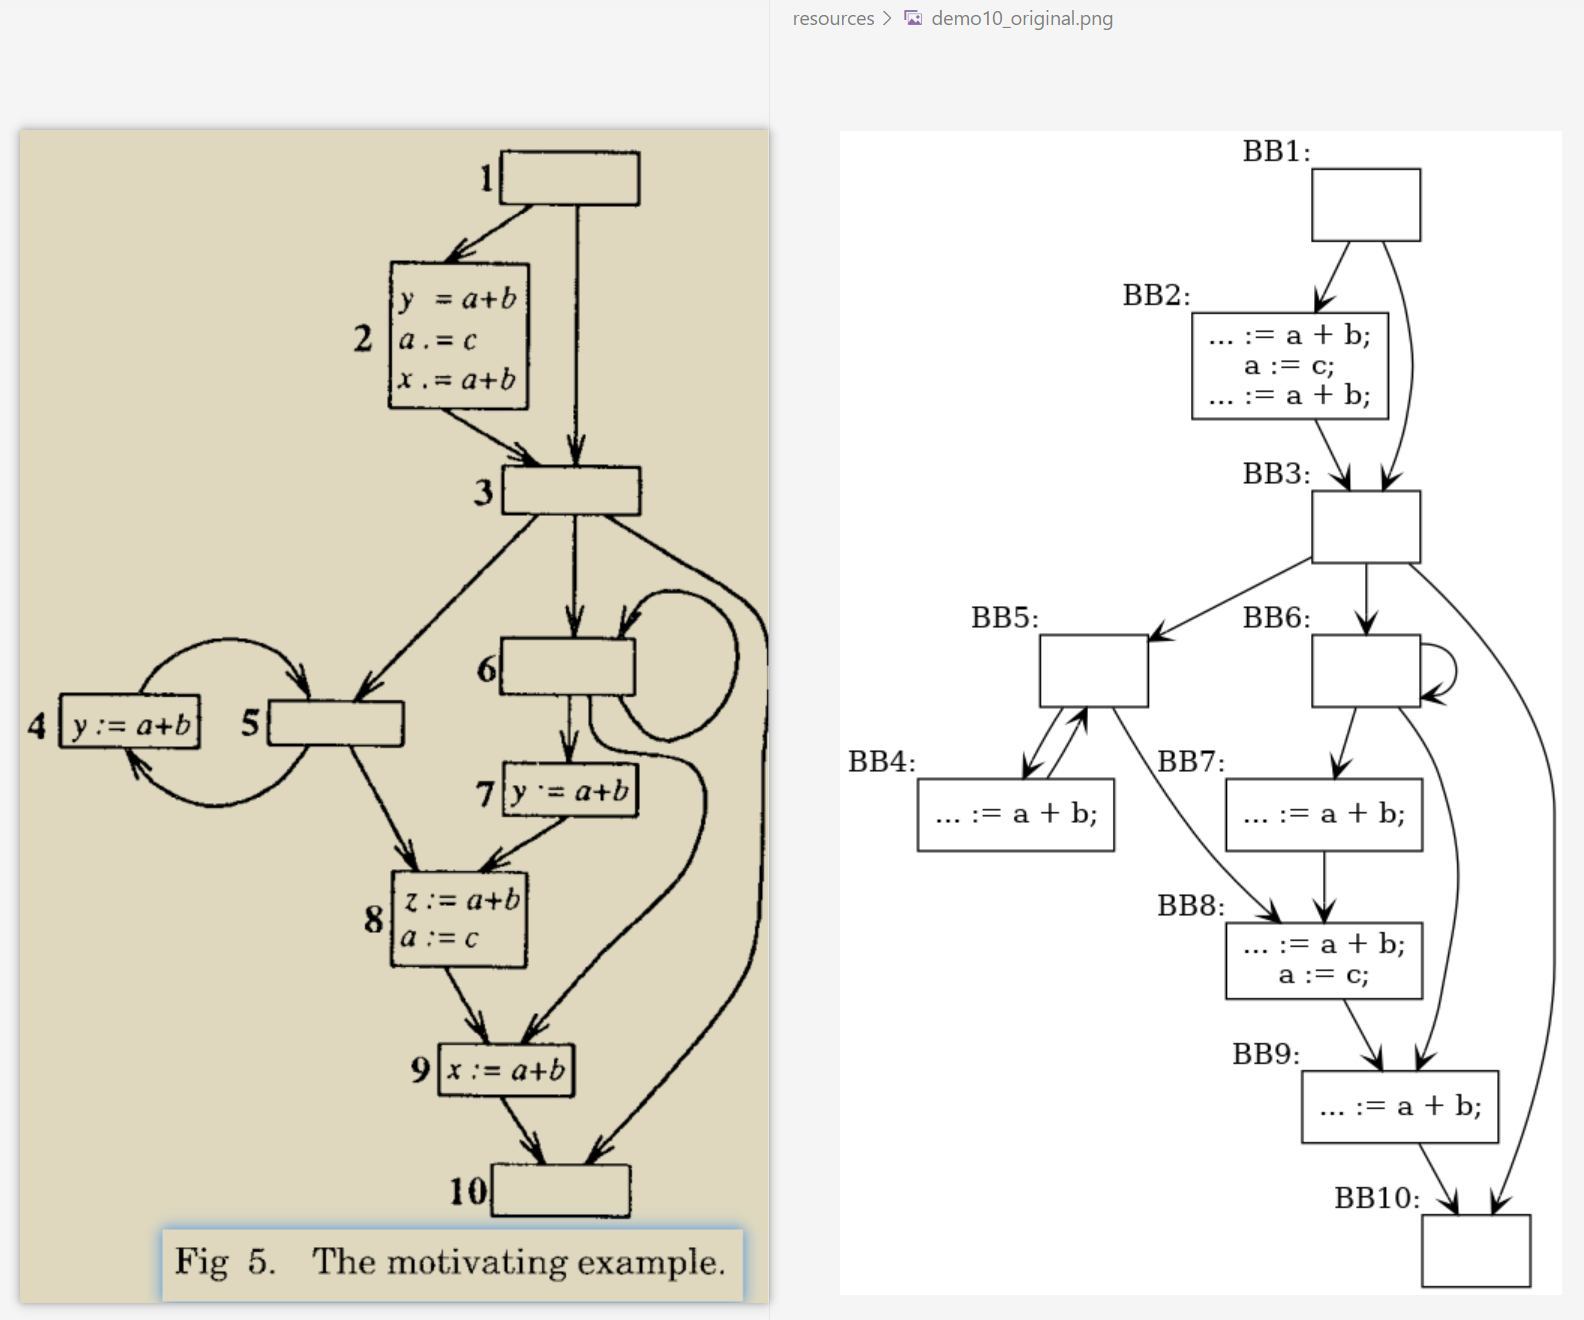 resources > demo10_original.png
1
2
y = a+b
a .= c
x .= a+b
3
4
y := a+b
5
6
7
y := a+b
8
z := a+b
a := c
9
x := a+b
10
Fig 5. The motivating example.
BB1:
BB2:
... := a + b;
a := c;
... := a + b;
BB3:
BB5:
BB6:
BB4:
... := a + b;
BB7:
... := a + b;
BB8:
... := a + b;
a := c;
BB9:
... := a + b;
BB10: